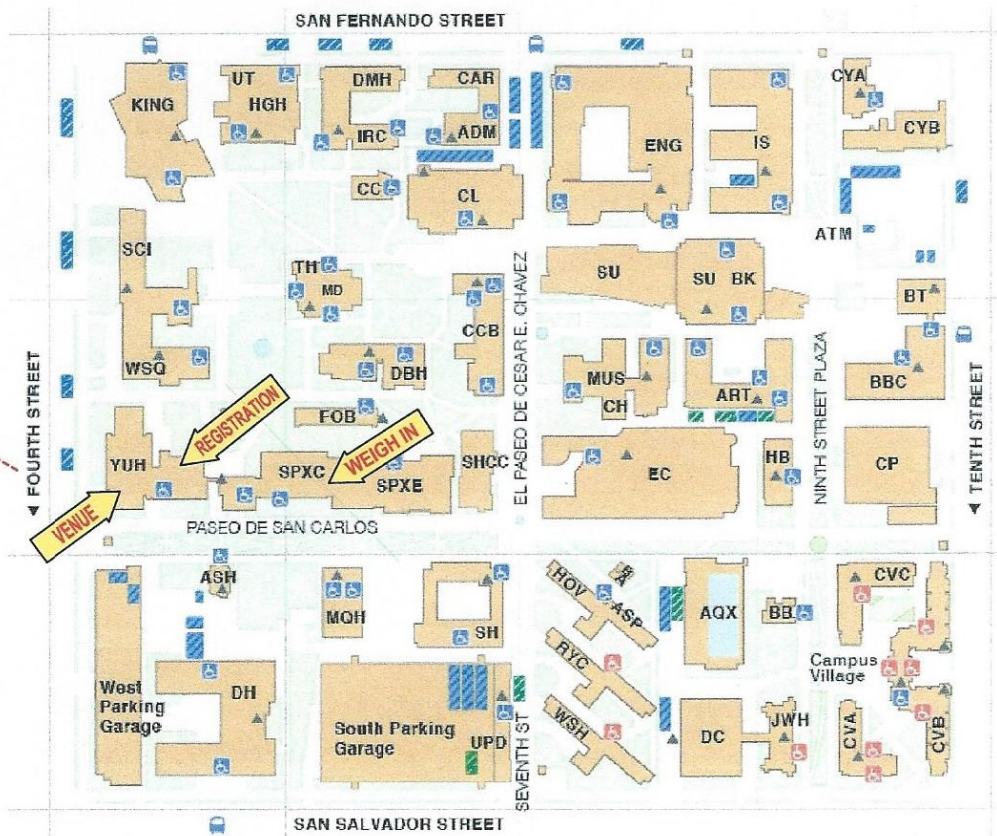 SAN FERNANDO STREET
KING
UT
HGH
DMH
IRC
CAR
ADM
ENG
IS
CYA
CYB
CC
CL
SCI
ATM
TH
MD
CCB
SU
SU
BK
BT
WSQ
DBH
MUS
CH
ART
BBC
FOB
YUH
SPXC
SPXE
SHCC
EC
HB
CP
REGISTRATION
WEIGH IN
VENUE
◄ FOURTH STREET
EL PASEO DE CESAR E. CHAVEZ
NINTH STREET PLAZA
◄ TENTH STREET
PASEO DE SAN CARLOS
ASH
MQH
SH
HOV
ASP
AQX
BB
CVC
RYC
Campus
Village
West
Parking
Garage
DH
South Parking
Garage
UPD
SEVENTH ST
WSH
DC
JWH
CVA
CVB
SAN SALVADOR STREET